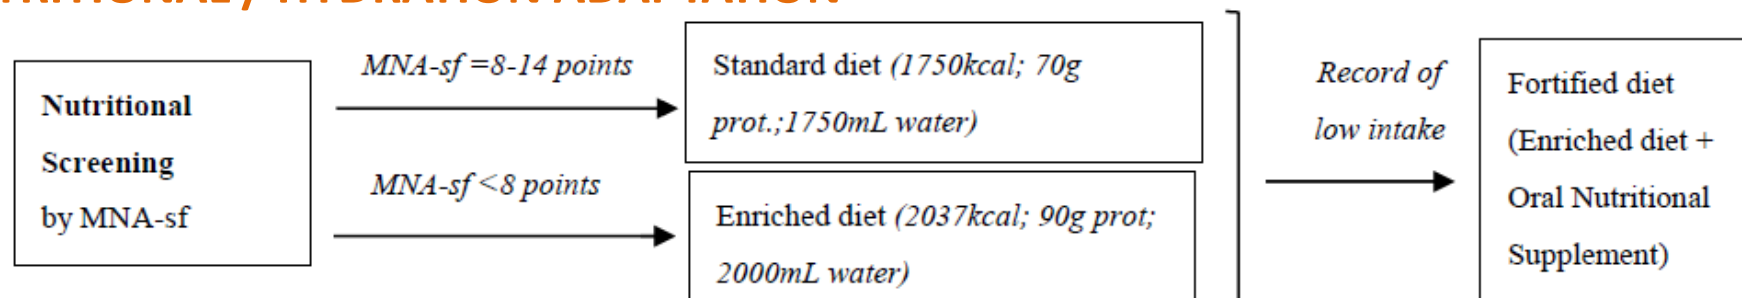 Nutritional
Screening
by MNA-sf
MNA-sf =8-14 points
MNA-sf <8 points
Standard diet (1750kcal; 70g
prot.;1750mL water)
Enriched diet (2037kcal; 90g prot;
2000mL water)
Record of
low intake
Fortified diet
(Enriched diet +
Oral Nutritional
Supplement)